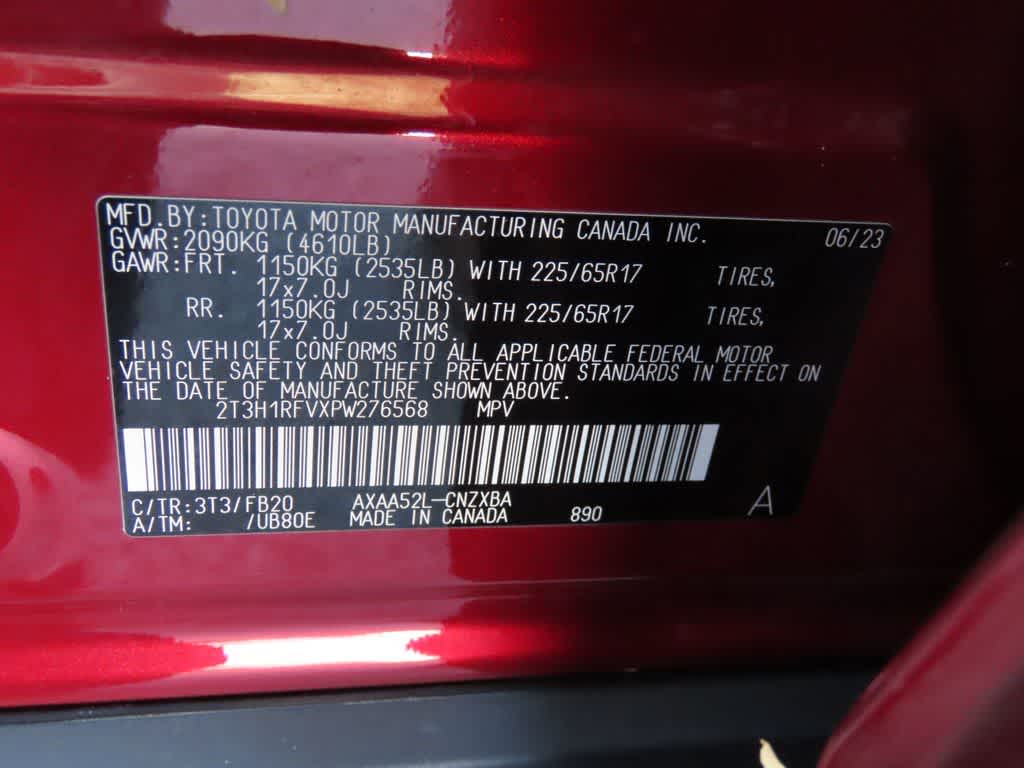 MFD.BY:TOYOTA MOTOR MANUFACTURING CANADA INC. 06/23
GVWR:2090KG (4610LB)
GAWR:FRT. 1150KG (2535LB) WITH 225/65R17 TIRES,
17x7.0J RIMS.
RR. 1150KG (2535LB) WITH 225/65R17 TIRES,
17x7.0J RIMS.
THIS VEHICLE CONFORMS TO ALL APPLICABLE FEDERAL MOTOR
VEHICLE SAFETY AND THEFT PREVENTION STANDARDS IN EFFECT ON
THE DATE OF MANUFACTURE SHOWN ABOVE.
2T3H1RFVXPW276568 MPV
C/TR:3T3/FB20 AXAA52L-CNZXBA A
A/TM: /UB80E MADE IN CANADA 890